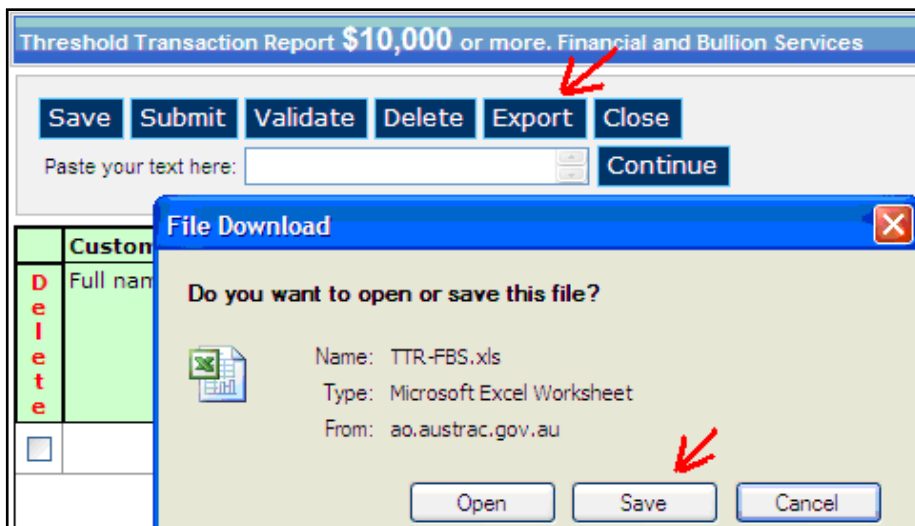 Threshold Transaction Report $10,000 or more. Financial and Bullion Services
Save Submit Validate Delete Export Close
Paste your text here: Continue
File Download
Custom
Delete
Full nam
Do you want to open or save this file?
Name: TTR-FBS.xls
Type: Microsoft Excel Worksheet
From: ao.austrac.gov.au
Open Save Cancel